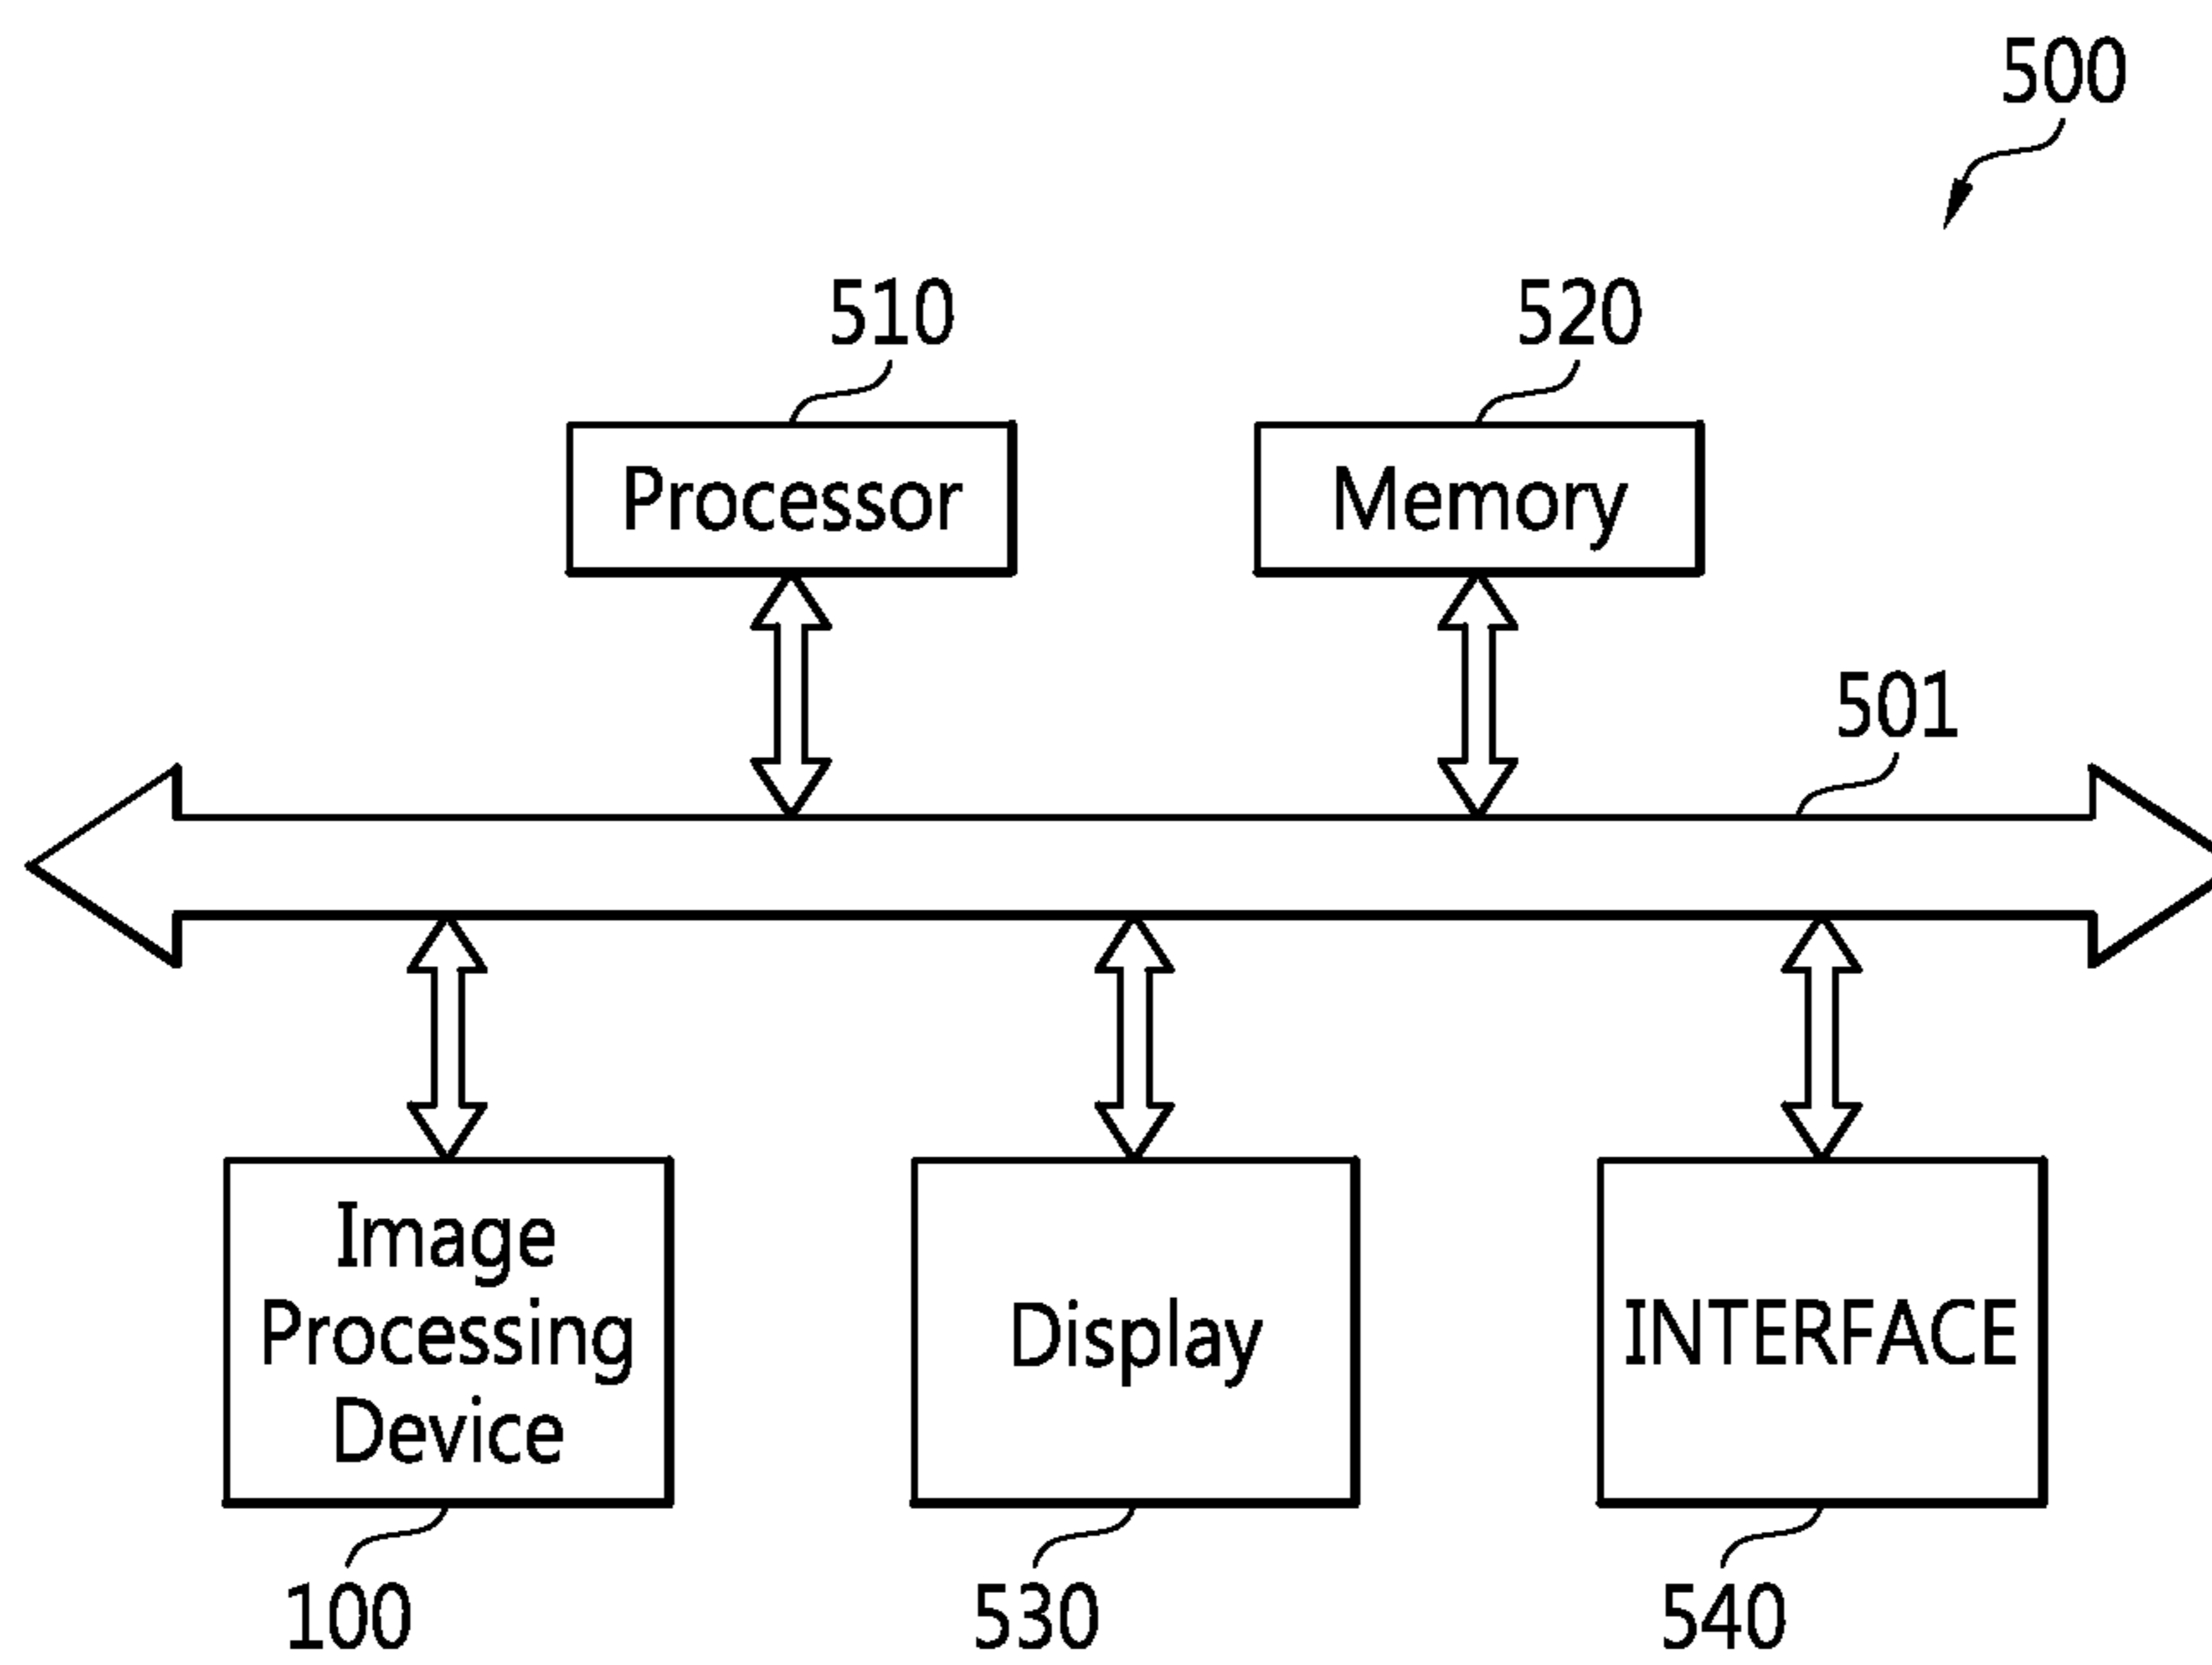 500
510
520
Processor
Memory
501
Image
Processing
Device
Display
INTERFACE
100
530
540